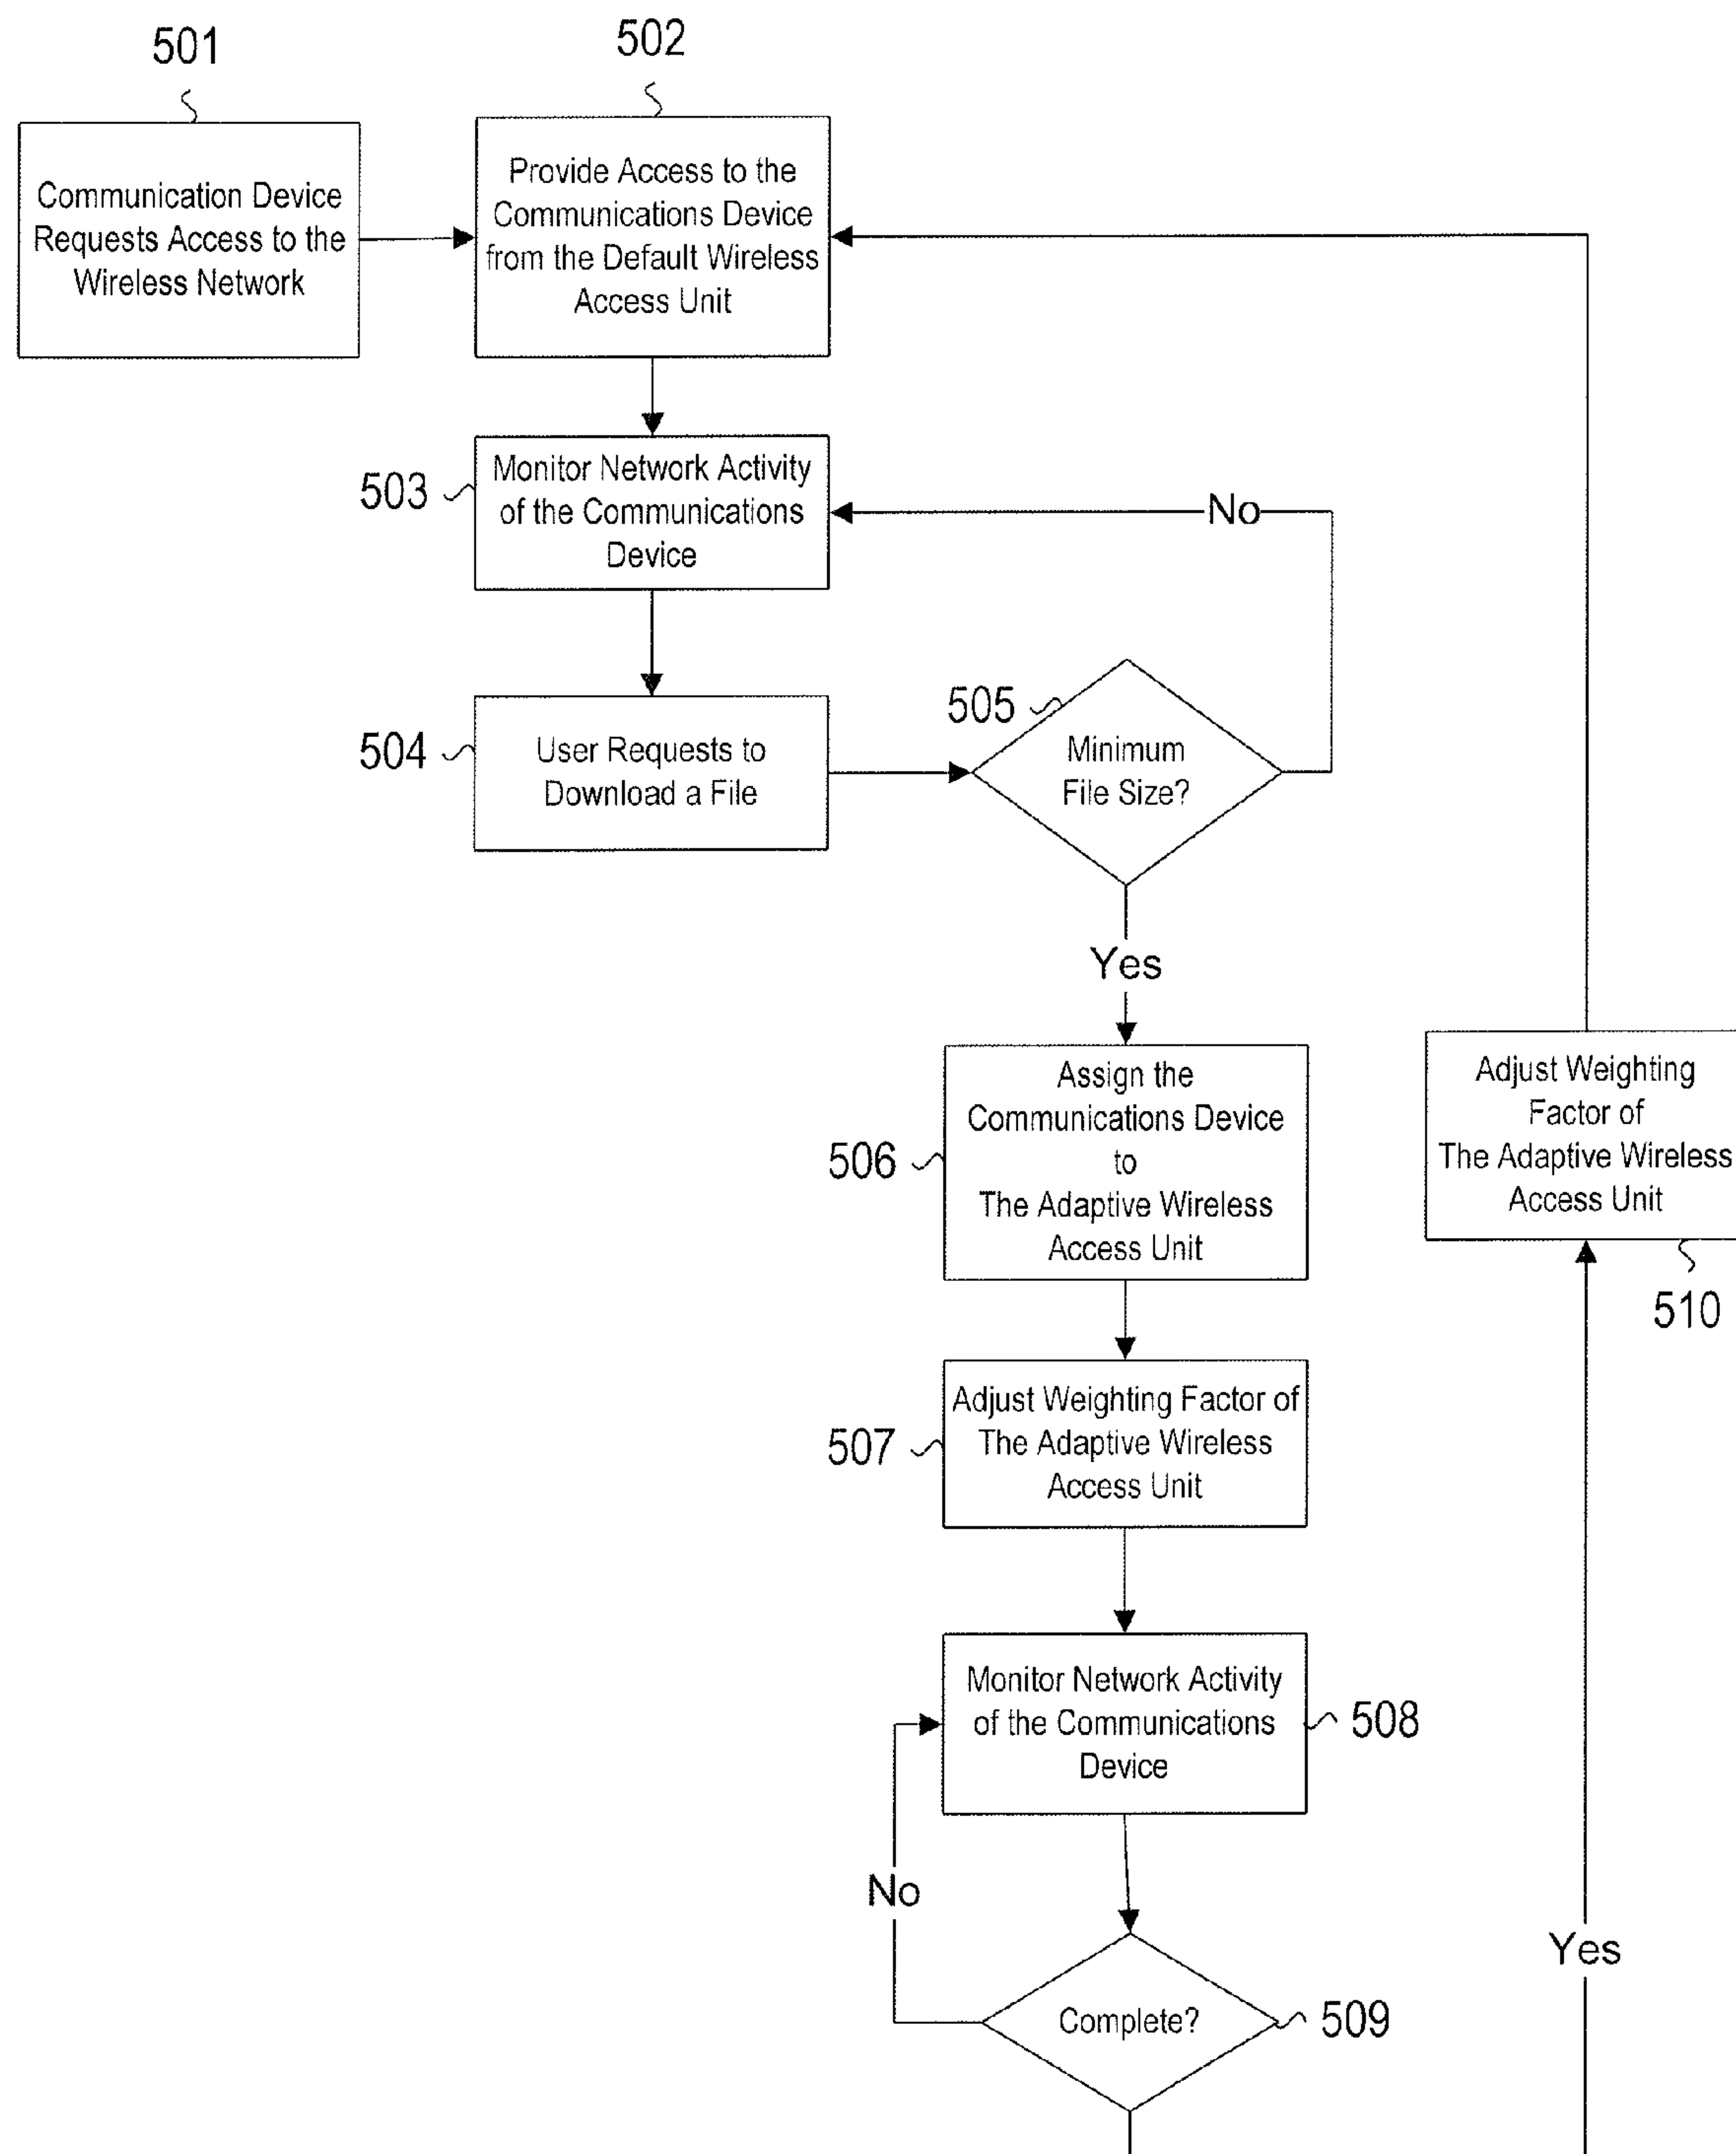 501
Communication Device
Requests Access to the
Wireless Network
502
Provide Access to the
Communications Device
from the Default Wireless
Access Unit
503
Monitor Network Activity
of the Communications
Device
No
504
User Requests to
Download a File
505
Minimum
File Size?
Yes
506
Assign the
Communications Device
to
The Adaptive Wireless
Access Unit
507
Adjust Weighting Factor of
The Adaptive Wireless
Access Unit
508
Monitor Network Activity
of the Communications
Device
No
509
Complete?
Yes
Adjust Weighting
Factor of
The Adaptive Wireless
Access Unit
510